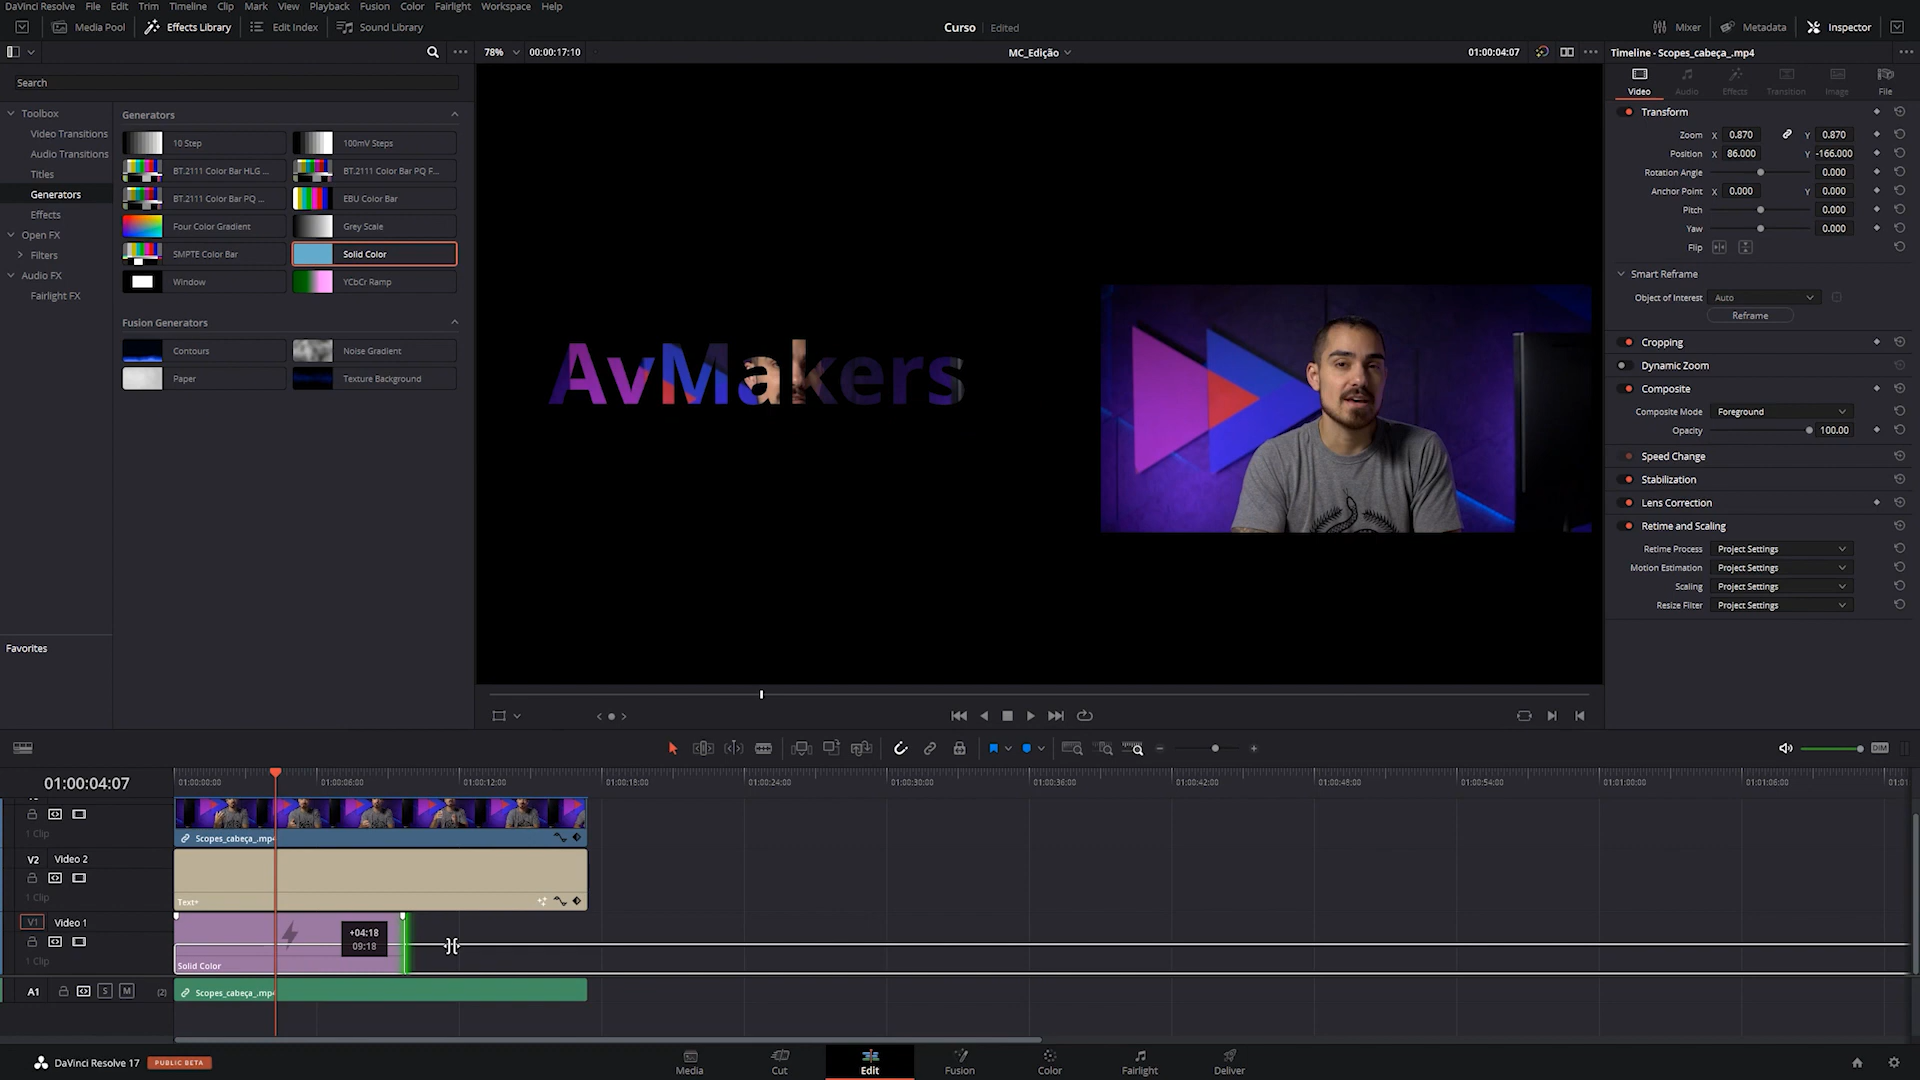 DaVinci Resolve File Edit Trim Timeline Clip Mark View Playback Fusion Color Fairlight Workspace Help
Media Pool Effects Library Edit Index Sound Library Curso Edited Mixer Metadata Inspector
78% 00:00:17:10 MC_Edição 01:00:04:07 Timeline - Scopes_cabeça_.mp4
Search
Video Audio Effects Transition Image File
Toolbox
Video Transitions
Audio Transitions
Titles
Generators
Effects
Open FX
Filters
Audio FX
Fairlight FX
Favorites
Generators
10 Step 100mV Steps
BT.2111 Color Bar HLG ... BT.2111 Color Bar PQ F...
BT.2111 Color Bar PQ ... EBU Color Bar
Four Color Gradient Grey Scale
SMPTE Color Bar Solid Color
Window YCbCr Ramp
Fusion Generators
Contours Noise Gradient
Paper Texture Background
AvMakers
Transform
Zoom X 0.870 Y 0.870
Position X 86.000 Y -166.000
Rotation Angle 0.000
Anchor Point X 0.000 Y 0.000
Pitch 0.000
Yaw 0.000
Flip
Smart Reframe
Object of Interest Auto
Reframe
Cropping
Dynamic Zoom
Composite
Composite Mode Foreground
Opacity 100.00
Speed Change
Stabilization
Lens Correction
Retime and Scaling
Retime Process Project Settings
Motion Estimation Project Settings
Scaling Project Settings
Resize Filter Project Settings
DIM
01:00:04:07 01:00:00:00 01:00:06:00 01:00:12:00 01:00:18:00 01:00:24:00 01:00:30:00 01:00:36:00 01:00:42:00 01:00:48:00 01:00:54:00 01:01:00:00 01:01:06:00
1 Clip Scopes_cabeça_.mp4
V2 Video 2
1 Clip Text+
V1 Video 1
+04:18
09:18
1 Clip Solid Color
A1 S M (2) Scopes_cabeça_.mp4
DaVinci Resolve 17 PUBLIC BETA Media Cut Edit Fusion Color Fairlight Deliver